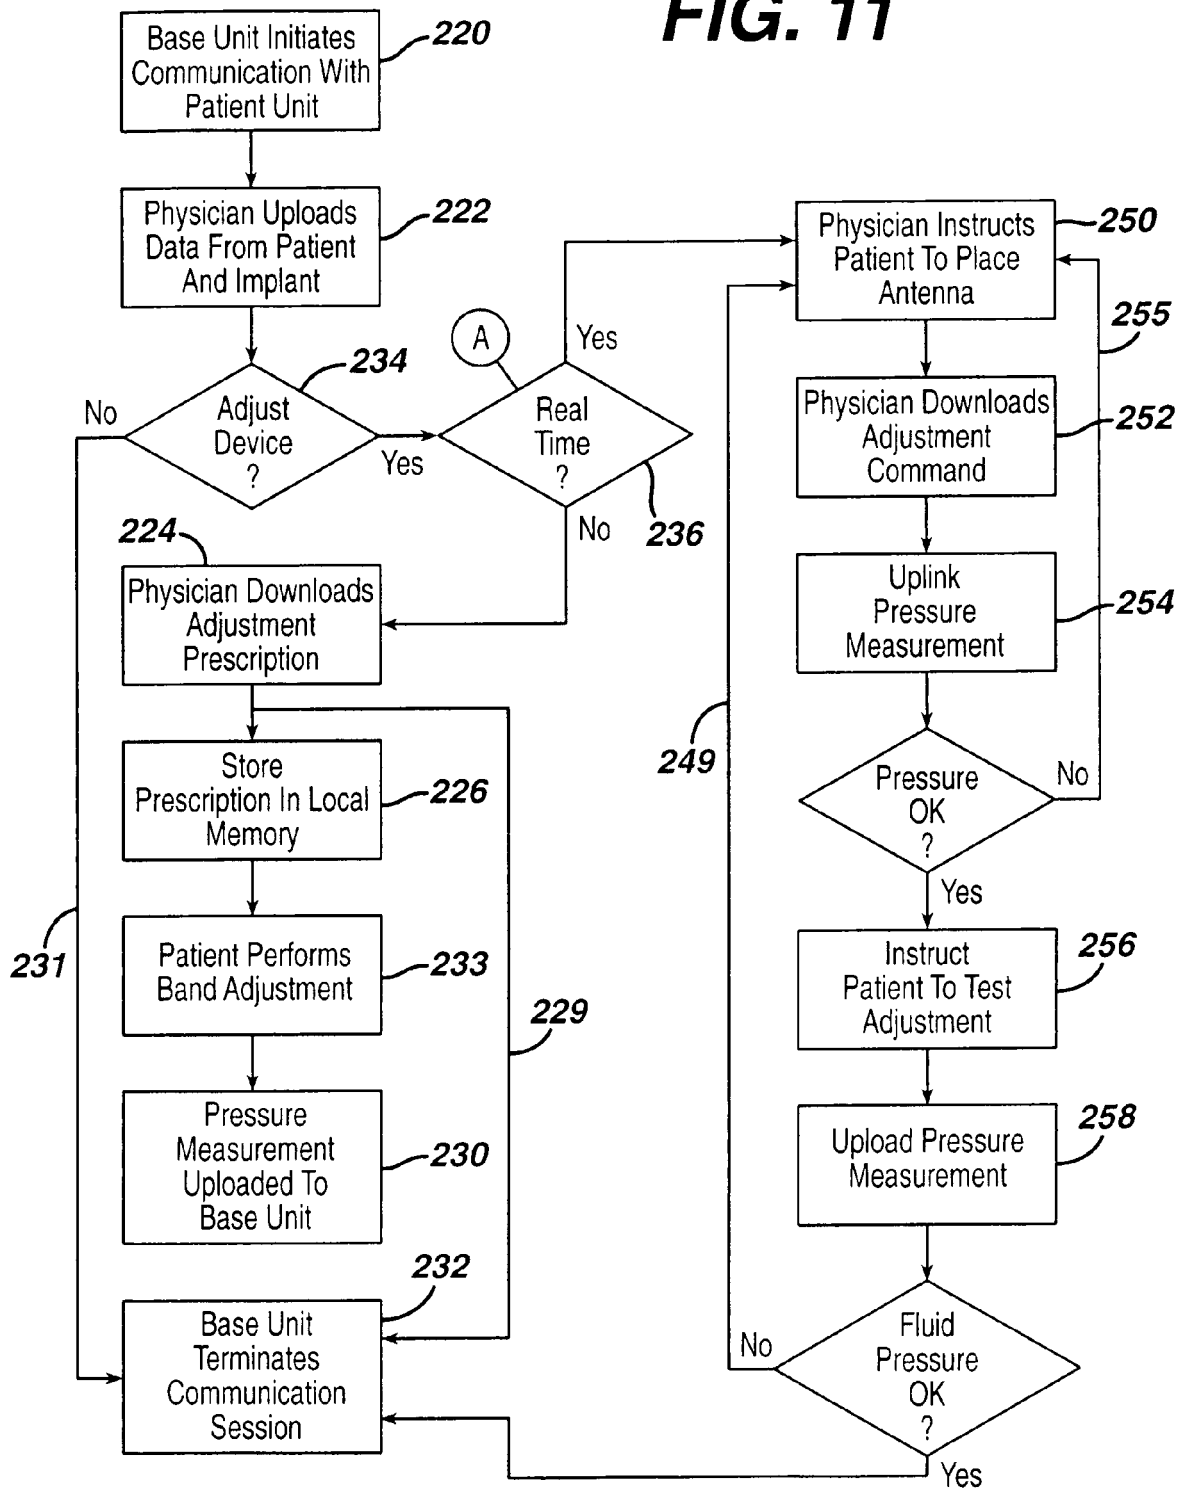 FIG. 11
Base Unit Initiates
Communication With
Patient Unit
220
Physician Uploads
Data From Patient
And Implant
222
Adjust
Device
?
234
No
Yes
A
Real
Time
?
236
Yes
No
224
Physician Downloads
Adjustment
Prescription
Store
Prescription In Local
Memory
226
Patient Performs
Band Adjustment
233
Pressure
Measurement
Uploaded To
Base Unit
230
229
231
Base Unit
Terminates
Communication
Session
232
Physician Instructs
Patient To Place
Antenna
250
255
Physician Downloads
Adjustment
Command
252
Uplink
Pressure
Measurement
254
249
Pressure
OK
?
No
Yes
Instruct
Patient To Test
Adjustment
256
Upload Pressure
Measurement
258
Fluid
Pressure
OK
?
No
Yes